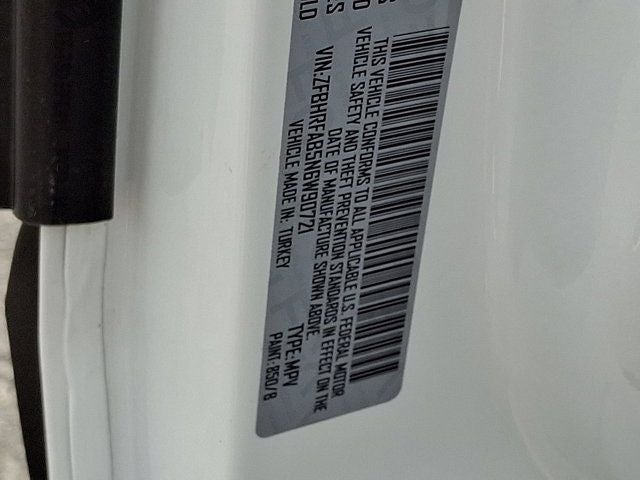 THIS VEHICLE CONFORMS TO ALL APPLICABLE U.S. FEDERAL MOTOR
VEHICLE SAFETY AND THEFT PREVENTION STANDARDS IN EFFECT ON THE
DATE OF MANUFACTURE SHOWN ABOVE.
VIN:ZFBHRFAB5N6W90721
TYPE:MPV
VEHICLE MADE IN: TURKEY
PAINT: 850/B